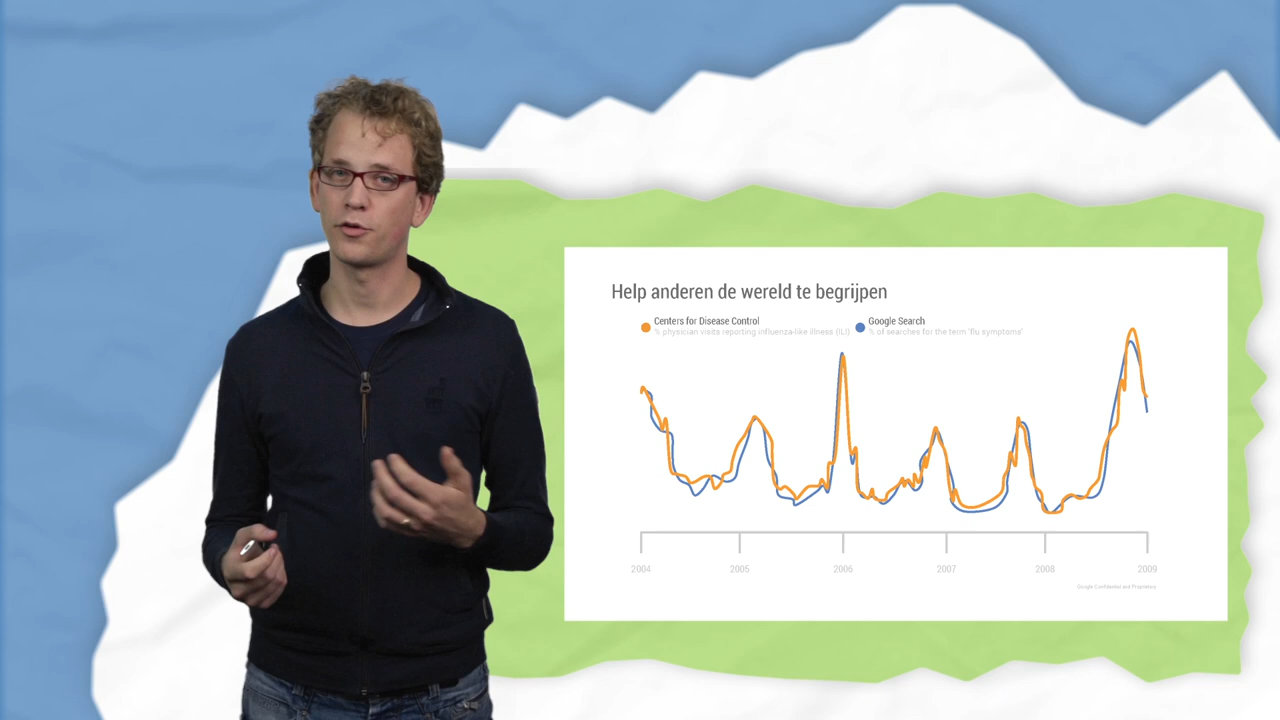 Help anderen de wereld te begrijpen
Centers for Disease Control
% physician visits reporting influenza-like illness (ILI)
Google Search
% of searches for the term 'flu symptoms'
2004 2005 2006 2007 2008 2009
Google Confidential and Proprietary